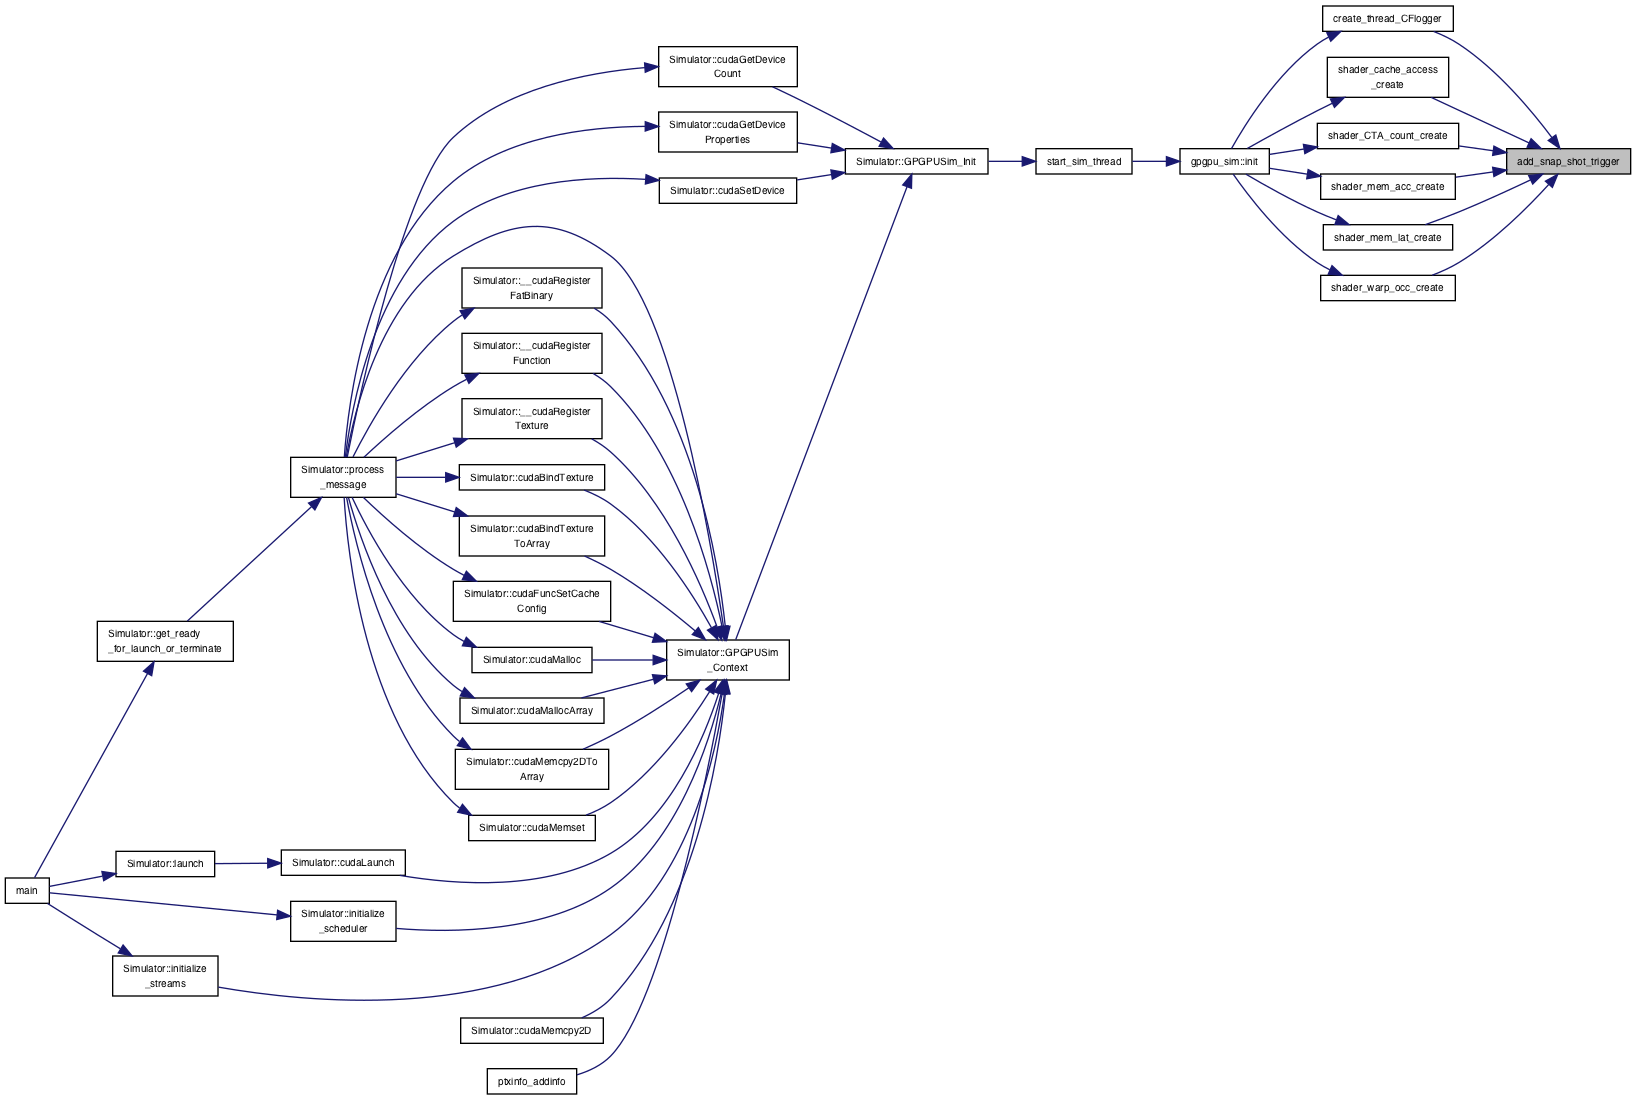 create_thread_CFlogger
shader_cache_access
_create
shader_CTA_count_create
add_snap_shot_trigger
shader_mem_acc_create
shader_mem_lat_create
shader_warp_occ_create
gpgpu_sim::init
start_sim_thread
Simulator::GPGPUSim_Init
Simulator::cudaGetDevice
Count
Simulator::cudaGetDevice
Properties
Simulator::cudaSetDevice
Simulator::__cudaRegister
FatBinary
Simulator::__cudaRegister
Function
Simulator::__cudaRegister
Texture
Simulator::cudaBindTexture
Simulator::cudaBindTexture
ToArray
Simulator::cudaFuncSetCache
Config
Simulator::cudaMalloc
Simulator::cudaMallocArray
Simulator::cudaMemcpy2DTo
Array
Simulator::cudaMemset
Simulator::GPGPUSim
_Context
Simulator::process
_message
Simulator::get_ready
_for_launch_or_terminate
Simulator::launch
Simulator::cudaLaunch
main
Simulator::initialize
_scheduler
Simulator::initialize
_streams
Simulator::cudaMemcpy2D
ptxinfo_addinfo